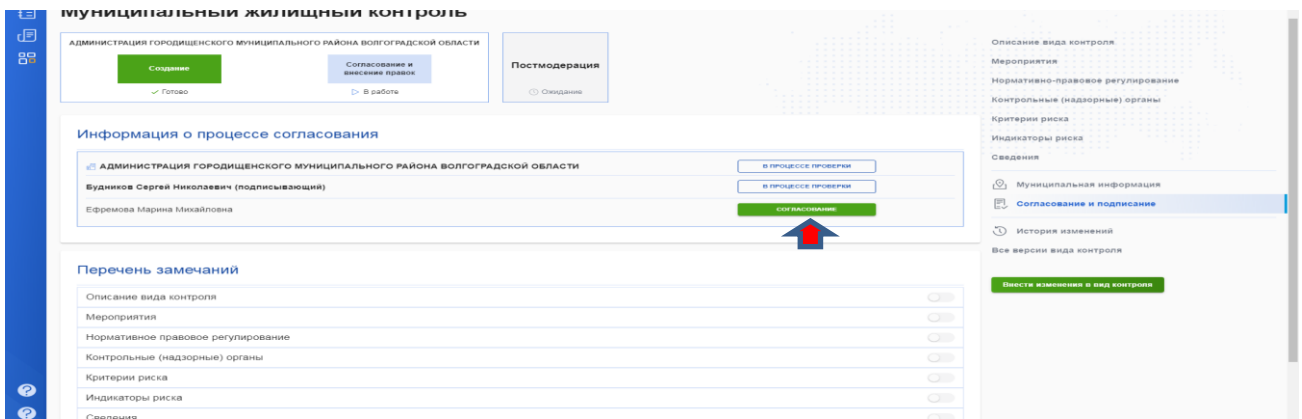 Муниципальный жилищный контроль
АДМИНИСТРАЦИЯ ГОРОДИЩЕНСКОГО МУНИЦИПАЛЬНОГО РАЙОНА ВОЛГОГРАДСКОЙ ОБЛАСТИ
Создание
Готово
Согласование и
внесение правок
В работе
Постмодерация
Ожидание
Информация о процессе согласования
АДМИНИСТРАЦИЯ ГОРОДИЩЕНСКОГО МУНИЦИПАЛЬНОГО РАЙОНА ВОЛГОГРАДСКОЙ ОБЛАСТИ
В ПРОЦЕССЕ ПРОВЕРКИ
Будников Сергей Николаевич (подписывающий)
В ПРОЦЕССЕ ПРОВЕРКИ
Ефремова Марина Михайловна
СОГЛАСОВАНИЕ
Перечень замечаний
Описание вида контроля
Мероприятия
Нормативное правовое регулирование
Контрольные (надзорные) органы
Критерии риска
Индикаторы риска
Сведения
Описание вида контроля
Мероприятия
Нормативно-правовое регулирование
Контрольные (надзорные) органы
Критерии риска
Индикаторы риска
Сведения
Муниципальная информация
Согласование и подписание
История изменений
Все версии вида контроля
Внести изменения в вид контроля